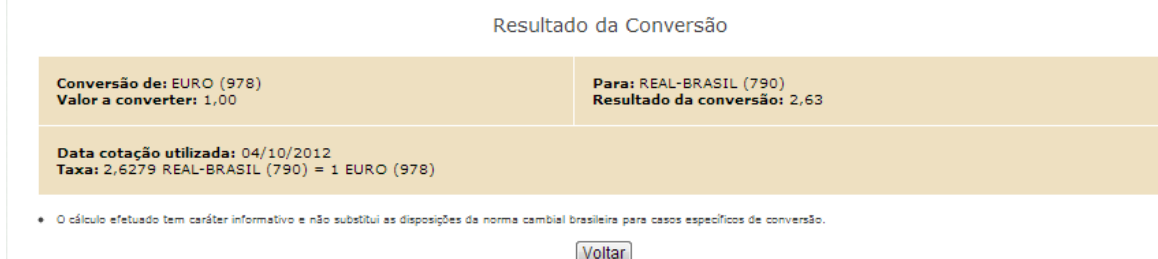 Resultado da Conversão
Conversão de: EURO (978)
Valor a converter: 1,00
Para: REAL-BRASIL (790)
Resultado da conversão: 2,63
Data cotação utilizada: 04/10/2012
Taxa: 2,6279 REAL-BRASIL (790) = 1 EURO (978)
• O cálculo efetuado tem caráter informativo e não substitui as disposições da norma cambial brasileira para casos específicos de conversão.
Voltar